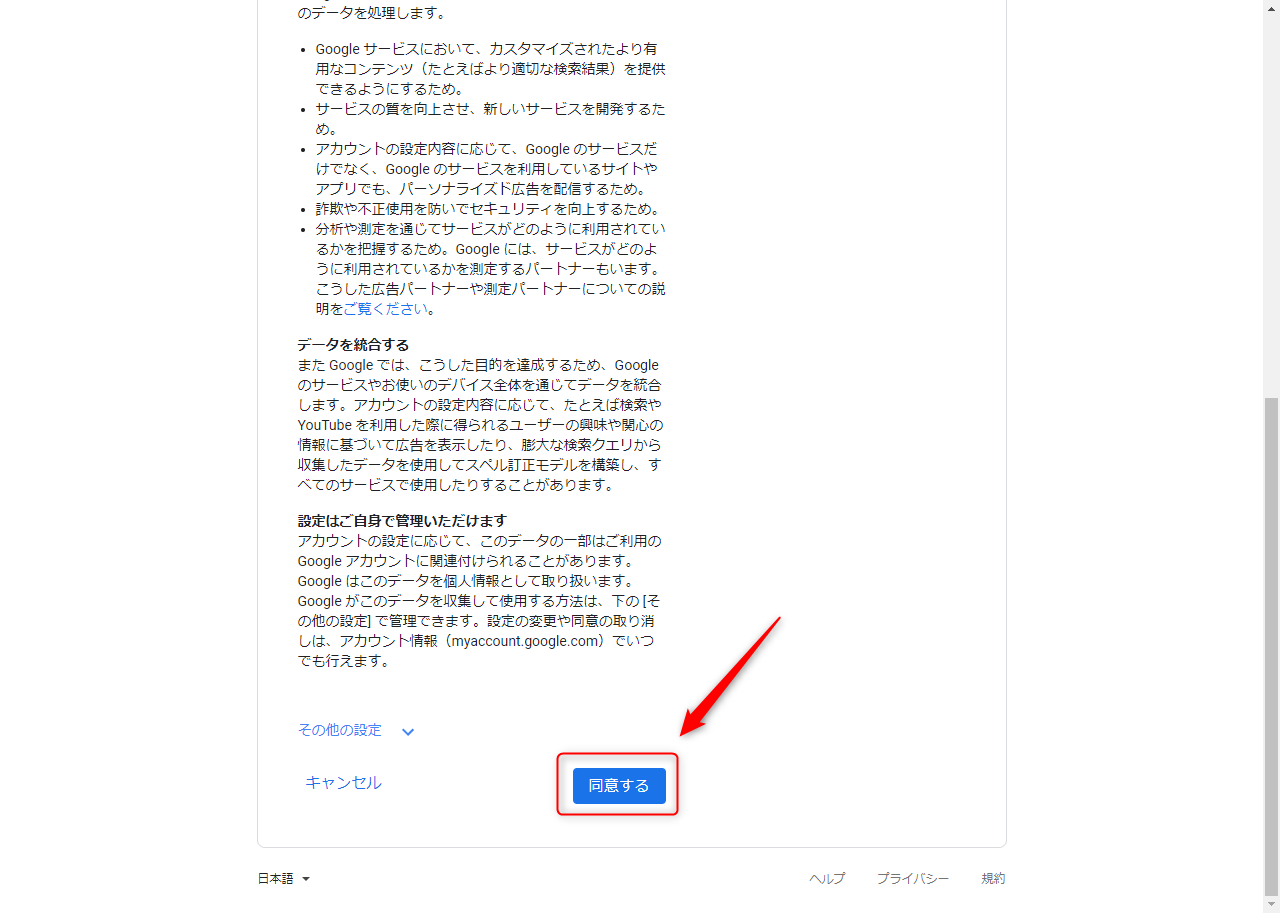 のデータを処理します。
• Google サービスにおいて、カスタマイズされたより有
用なコンテンツ（たとえばより適切な検索結果）を提供
できるようにするため。
• サービスの質を向上させ、新しいサービスを開発するた
め。
• アカウントの設定内容に応じて、Google のサービスだ
けでなく、Google のサービスを利用しているサイトや
アプリでも、パーソナライズド広告を配信するため。
• 詐欺や不正使用を防いでセキュリティを向上するため。
• 分析や測定を通じてサービスがどのように利用されてい
るかを把握するため。Google には、サービスがどのよ
うに利用されているかを測定するパートナーもいます。
こうした広告パートナーや測定パートナーについての説
明をご覧ください。
データを統合する
また Google では、こうした目的を達成するため、Google
のサービスやお使いのデバイス全体を通じてデータを統合
します。アカウントの設定内容に応じて、たとえば検索や
YouTube を利用した際に得られるユーザーの興味や関心の
情報に基づいて広告を表示したり、膨大な検索クエリから
収集したデータを使用してスペル訂正モデルを構築し、す
べてのサービスで使用したりすることがあります。
設定はご自身で管理いただけます
アカウントの設定に応じて、このデータの一部はご利用の
Google アカウントに関連付けられることがあります。
Google はこのデータを個人情報として取り扱います。
Google がこのデータを収集して使用する方法は、下の [そ
の他の設定] で管理できます。設定の変更や同意の取り消
しは、アカウント情報（myaccount.google.com）でいつ
でも行えます。
その他の設定
キャンセル 同意する
日本語 ヘルプ プライバシー 規約